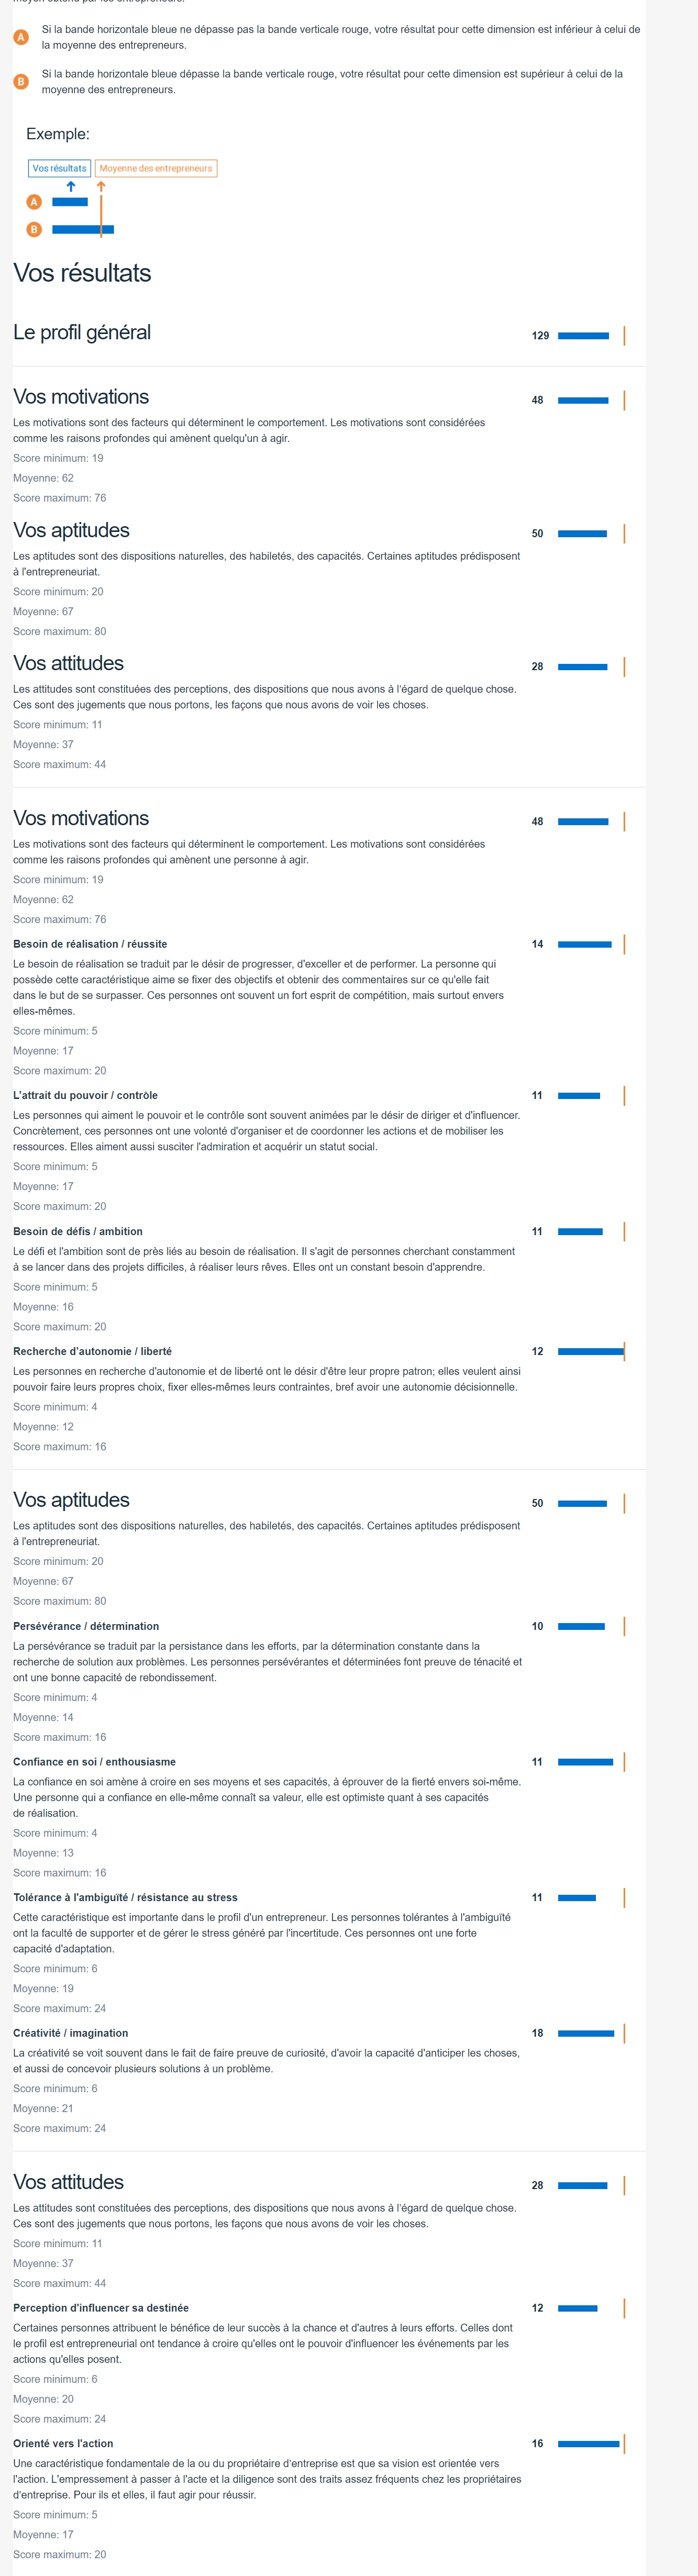 A
Si la bande horizontale bleue ne dépasse pas la bande verticale rouge, votre résultat pour cette dimension est inférieur à celui de
la moyenne des entrepreneurs.
B
Si la bande horizontale bleue dépasse la bande verticale rouge, votre résultat pour cette dimension est supérieur à celui de la
moyenne des entrepreneurs.
Exemple:
Vos résultats Moyenne des entrepreneurs
A
B
Vos résultats
Le profil général 129
Vos motivations 48
Les motivations sont des facteurs qui déterminent le comportement. Les motivations sont considérées
comme les raisons profondes qui amènent quelqu'un à agir.
Score minimum: 19
Moyenne: 62
Score maximum: 76
Vos aptitudes 50
Les aptitudes sont des dispositions naturelles, des habiletés, des capacités. Certaines aptitudes prédisposent
à l'entrepreneuriat.
Score minimum: 20
Moyenne: 67
Score maximum: 80
Vos attitudes 28
Les attitudes sont constituées des perceptions, des dispositions que nous avons à l'égard de quelque chose.
Ces sont des jugements que nous portons, les façons que nous avons de voir les choses.
Score minimum: 11
Moyenne: 37
Score maximum: 44
Vos motivations 48
Les motivations sont des facteurs qui déterminent le comportement. Les motivations sont considérées
comme les raisons profondes qui amènent une personne à agir.
Score minimum: 19
Moyenne: 62
Score maximum: 76
Besoin de réalisation / réussite 14
Le besoin de réalisation se traduit par le désir de progresser, d'exceller et de performer. La personne qui
possède cette caractéristique aime se fixer des objectifs et obtenir des commentaires sur ce qu'elle fait
dans le but de se surpasser. Ces personnes ont souvent un fort esprit de compétition, mais surtout envers
elles-mêmes.
Score minimum: 5
Moyenne: 17
Score maximum: 20
L'attrait du pouvoir / contrôle 11
Les personnes qui aiment le pouvoir et le contrôle sont souvent animées par le désir de diriger et d'influencer.
Concrètement, ces personnes ont une volonté d'organiser et de coordonner les actions et de mobiliser les
ressources. Elles aiment aussi susciter l'admiration et acquérir un statut social.
Score minimum: 5
Moyenne: 17
Score maximum: 20
Besoin de défis / ambition 11
Le défi et l'ambition sont de près liés au besoin de réalisation. Il s'agit de personnes cherchant constamment
à se lancer dans des projets difficiles, à réaliser leurs rêves. Elles ont un constant besoin d'apprendre.
Score minimum: 5
Moyenne: 16
Score maximum: 20
Recherche d'autonomie / liberté 12
Les personnes en recherche d'autonomie et de liberté ont le désir d'être leur propre patron; elles veulent ainsi
pouvoir faire leurs propres choix, fixer elles-mêmes leurs contraintes, bref avoir une autonomie décisionnelle.
Score minimum: 4
Moyenne: 12
Score maximum: 16
Vos aptitudes 50
Les aptitudes sont des dispositions naturelles, des habiletés, des capacités. Certaines aptitudes prédisposent
à l'entrepreneuriat.
Score minimum: 20
Moyenne: 67
Score maximum: 80
Persévérance / détermination 10
La persévérance se traduit par la persistance dans les efforts, par la détermination constante dans la
recherche de solution aux problèmes. Les personnes persévérantes et déterminées font preuve de ténacité et
ont une bonne capacité de rebondissement.
Score minimum: 4
Moyenne: 14
Score maximum: 16
Confiance en soi / enthousiasme 11
La confiance en soi amène à croire en ses moyens et ses capacités, à éprouver de la fierté envers soi-même.
Une personne qui a confiance en elle-même connaît sa valeur, elle est optimiste quant à ses capacités
de réalisation.
Score minimum: 4
Moyenne: 13
Score maximum: 16
Tolérance à l'ambiguïté / résistance au stress 11
Cette caractéristique est importante dans le profil d'un entrepreneur. Les personnes tolérantes à l'ambiguïté
ont la faculté de supporter et de gérer le stress généré par l'incertitude. Ces personnes ont une forte
capacité d'adaptation.
Score minimum: 6
Moyenne: 19
Score maximum: 24
Créativité / imagination 18
La créativité se voit souvent dans le fait de faire preuve de curiosité, d'avoir la capacité d'anticiper les choses,
et aussi de concevoir plusieurs solutions à un problème.
Score minimum: 6
Moyenne: 21
Score maximum: 24
Vos attitudes 28
Les attitudes sont constituées des perceptions, des dispositions que nous avons à l'égard de quelque chose.
Ces sont des jugements que nous portons, les façons que nous avons de voir les choses.
Score minimum: 11
Moyenne: 37
Score maximum: 44
Perception d'influencer sa destinée 12
Certaines personnes attribuent le bénéfice de leur succès à la chance et d'autres à leurs efforts. Celles dont
le profil est entrepreneurial ont tendance à croire qu'elles ont le pouvoir d'influencer les événements par les
actions qu'elles posent.
Score minimum: 6
Moyenne: 20
Score maximum: 24
Orienté vers l'action 16
Une caractéristique fondamentale de la ou du propriétaire d'entreprise est que sa vision est orientée vers
l'action. L'empressement à passer à l'acte et la diligence sont des traits assez fréquents chez les propriétaires
d'entreprise. Pour ils et elles, il faut agir pour réussir.
Score minimum: 5
Moyenne: 17
Score maximum: 20